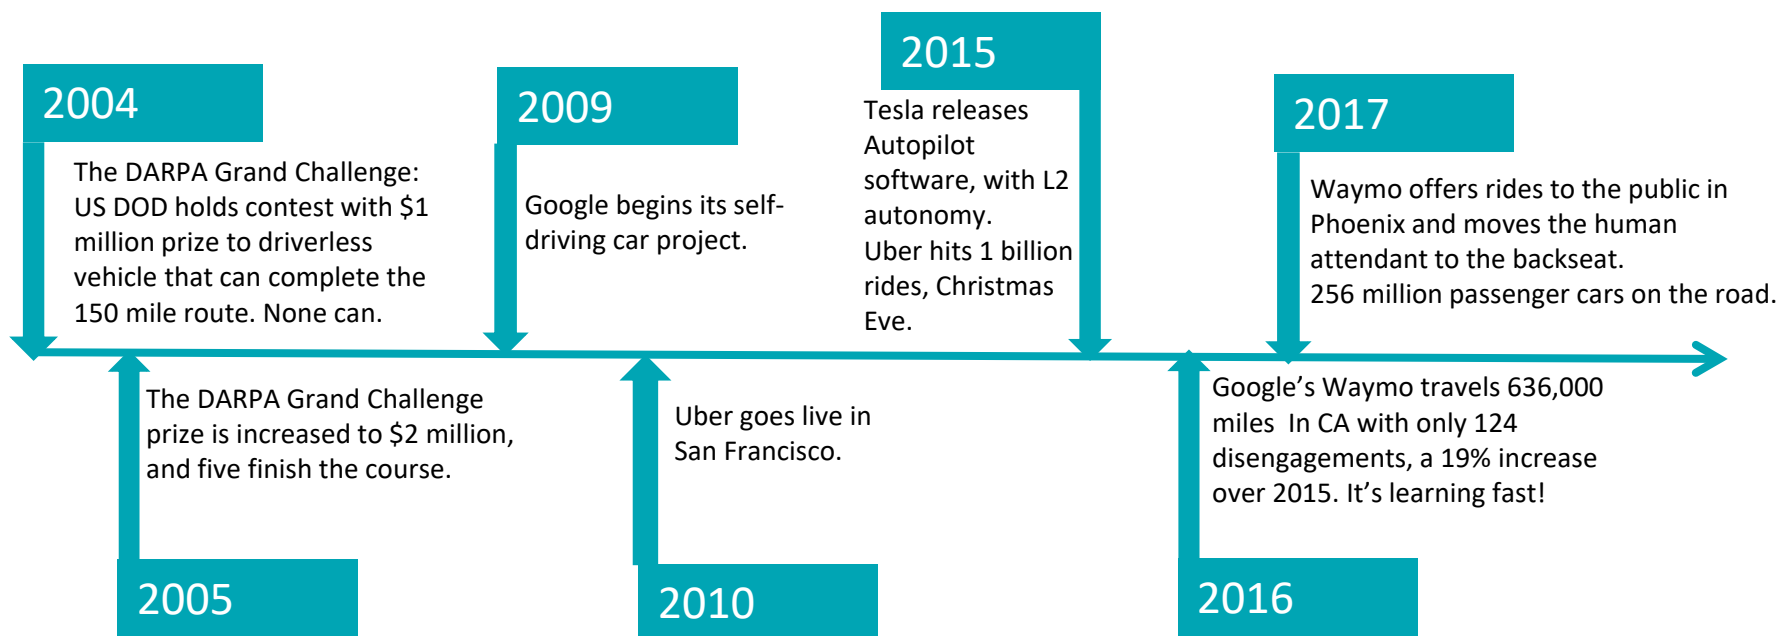 2004
The DARPA Grand Challenge:
US DOD holds contest with $1
million prize to driverless
vehicle that can complete the
150 mile route. None can.
2005
The DARPA Grand Challenge
prize is increased to $2 million,
and five finish the course.
2009
Google begins its self-
driving car project.
2010
Uber goes live in
San Francisco.
2015
Tesla releases
Autopilot
software, with L2
autonomy.
Uber hits 1 billion
rides, Christmas
Eve.
2016
Google’s Waymo travels 636,000
miles  In CA with only 124
disengagements, a 19% increase
over 2015. It’s learning fast!
2017
Waymo offers rides to the public in
Phoenix and moves the human
attendant to the backseat.
256 million passenger cars on the road.